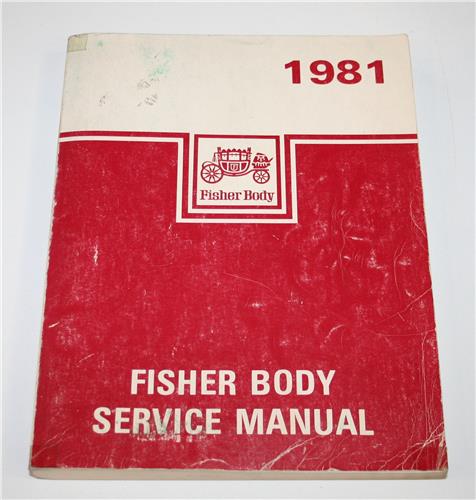 1981
Fisher Body
FISHER BODY
SERVICE MANUAL